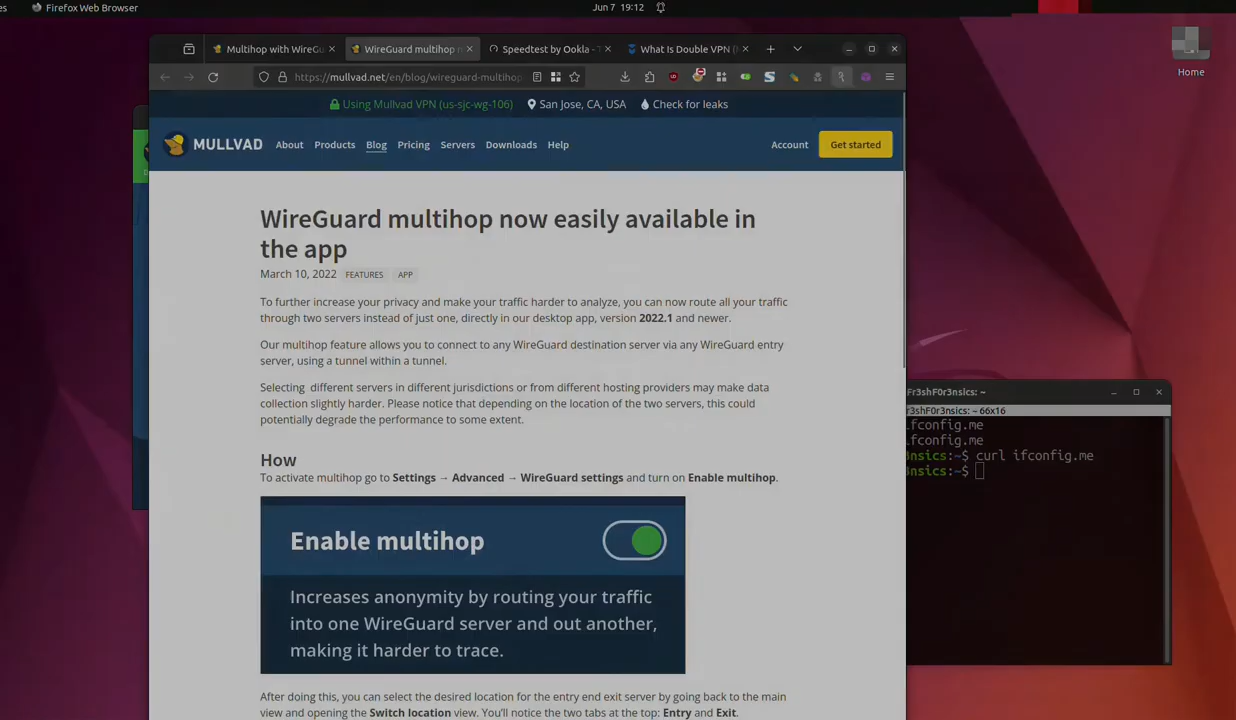 es Firefox Web Browser Jun 7 19:12
Home
Multihop with WireGu
WireGuard multihop n
Speedtest by Ookla - T
What Is Double VPN (
https://mullvad.net/en/blog/wireguard-multihop
Using Mullvad VPN (us-sjc-wg-106) San Jose, CA, USA Check for leaks
MULLVAD About Products Blog Pricing Servers Downloads Help Account Get started
WireGuard multihop now easily available in
the app
March 10, 2022 FEATURES APP
To further increase your privacy and make your traffic harder to analyze, you can now route all your traffic
through two servers instead of just one, directly in our desktop app, version 2022.1 and newer.
Our multihop feature allows you to connect to any WireGuard destination server via any WireGuard entry
server, using a tunnel within a tunnel.
Selecting different servers in different jurisdictions or from different hosting providers may make data
collection slightly harder. Please notice that depending on the location of the two servers, this could
potentially degrade the performance to some extent.
How
To activate multihop go to Settings → Advanced → WireGuard settings and turn on Enable multihop.
Enable multihop
Increases anonymity by routing your traffic
into one WireGuard server and out another,
making it harder to trace.
After doing this, you can select the desired location for the entry end exit server by going back to the main
view and opening the Switch location view. You'll notice the two tabs at the top: Entry and Exit.
Fr3shF0r3nsics: ~
r3shF0r3nsics: ~ 66x16
ifconfig.me
ifconfig.me
3nsics:~$ curl ifconfig.me
3nsics:~$